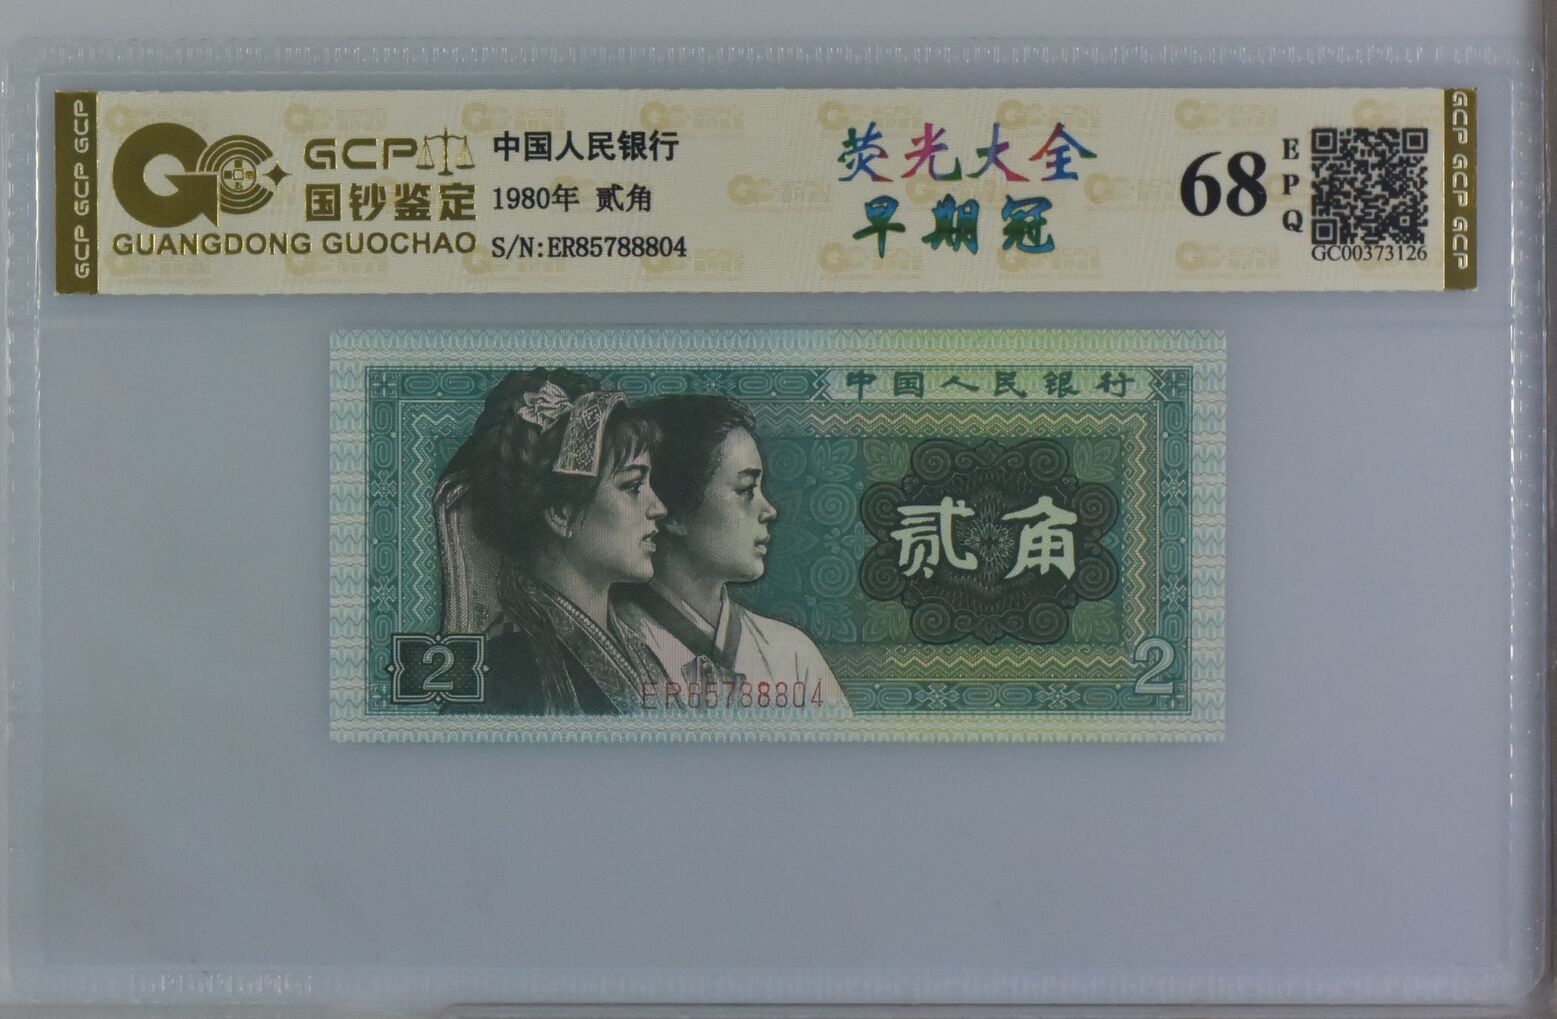 GCP GCP GCP
GCP
国钞鉴定
GUANGDONG GUOCHAO
中国人民银行
1980年 贰角
S/N:ER85788804
荧光大全
早期冠
68
EPQ
GC00373126
GCP GCP GCP
中国人民银行
贰角
2
2
ER85788804